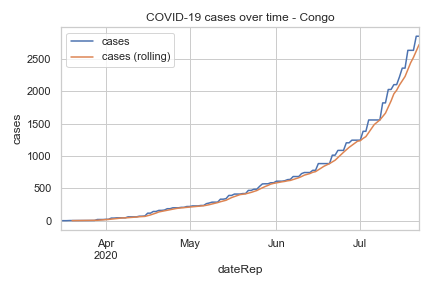 COVID-19 cases over time - Congo
cases
cases (rolling)
2500
2000
1500
1000
500
0
cases
Apr
2020
May
Jun
Jul
dateRep